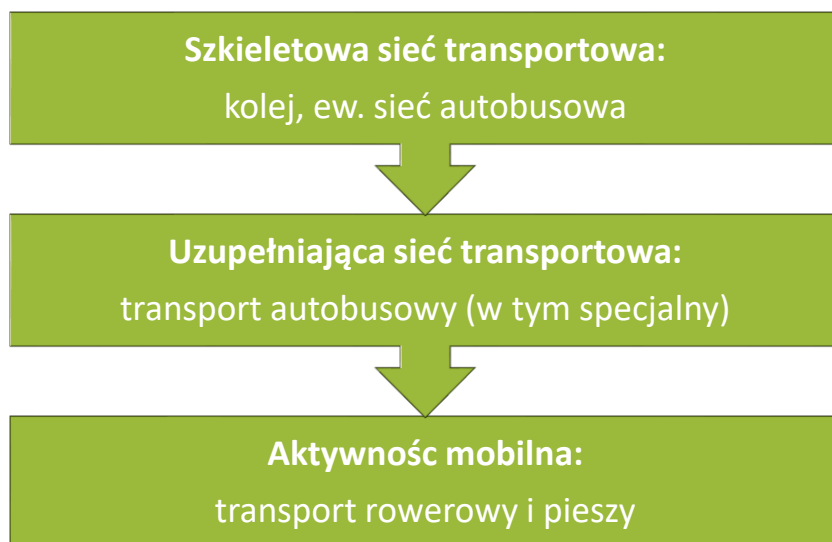 Szkieletowa sieć transportowa:
kolej, ew. sieć autobusowa
Uzupełniająca sieć transportowa:
transport autobusowy (w tym specjalny)
Aktywnośc mobilna:
transport rowerowy i pieszy